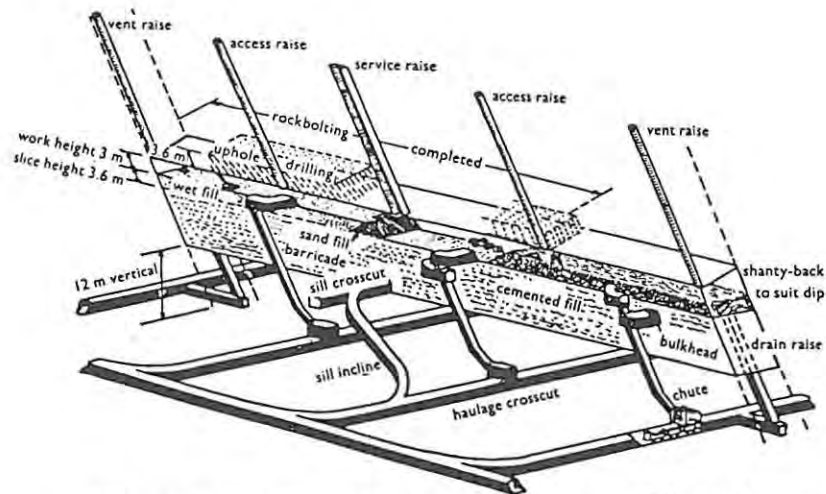 vent raise
access raise
service raise
access raise
vent raise
rockbolting
completed
work height 3 m
3.6 m
uphole drilling
slice height 3.6 m
wet fill
sand fill
barricade
shanty-back
to suit dip
12 m vertical
sill crosscut
cemented fill
drain raise
bulkhead
sill incline
chute
haulage crosscut